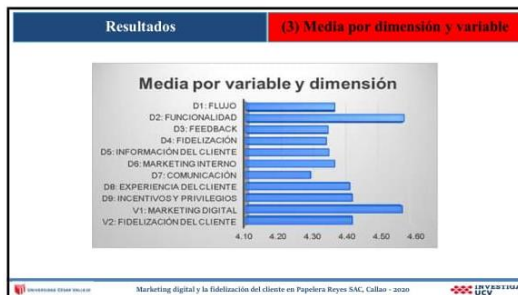 Resultados
(3) Media por dimensión y variable
Media por variable y dimensión
D1: FLUJO
D2: FUNCIONALIDAD
D3: FEEDBACK
D4: FIDELIZACIÓN
D5: INFORMACIÓN DEL CLIENTE
D6: MARKETING INTERNO
D7: COMUNICACIÓN
D8: EXPERIENCIA DEL CLIENTE
D9: INCENTIVOS Y PRIVILEGIOS
V1: MARKETING DIGITAL
V2: FIDELIZACIÓN DEL CLIENTE
4.10 4.20 4.30 4.40 4.50 4.60
UNIVERSIDAD CÉSAR VALLEJO
Marketing digital y la fidelización del cliente en Papelera Reyes SAC, Callao - 2020
INVESTIGA
UCV